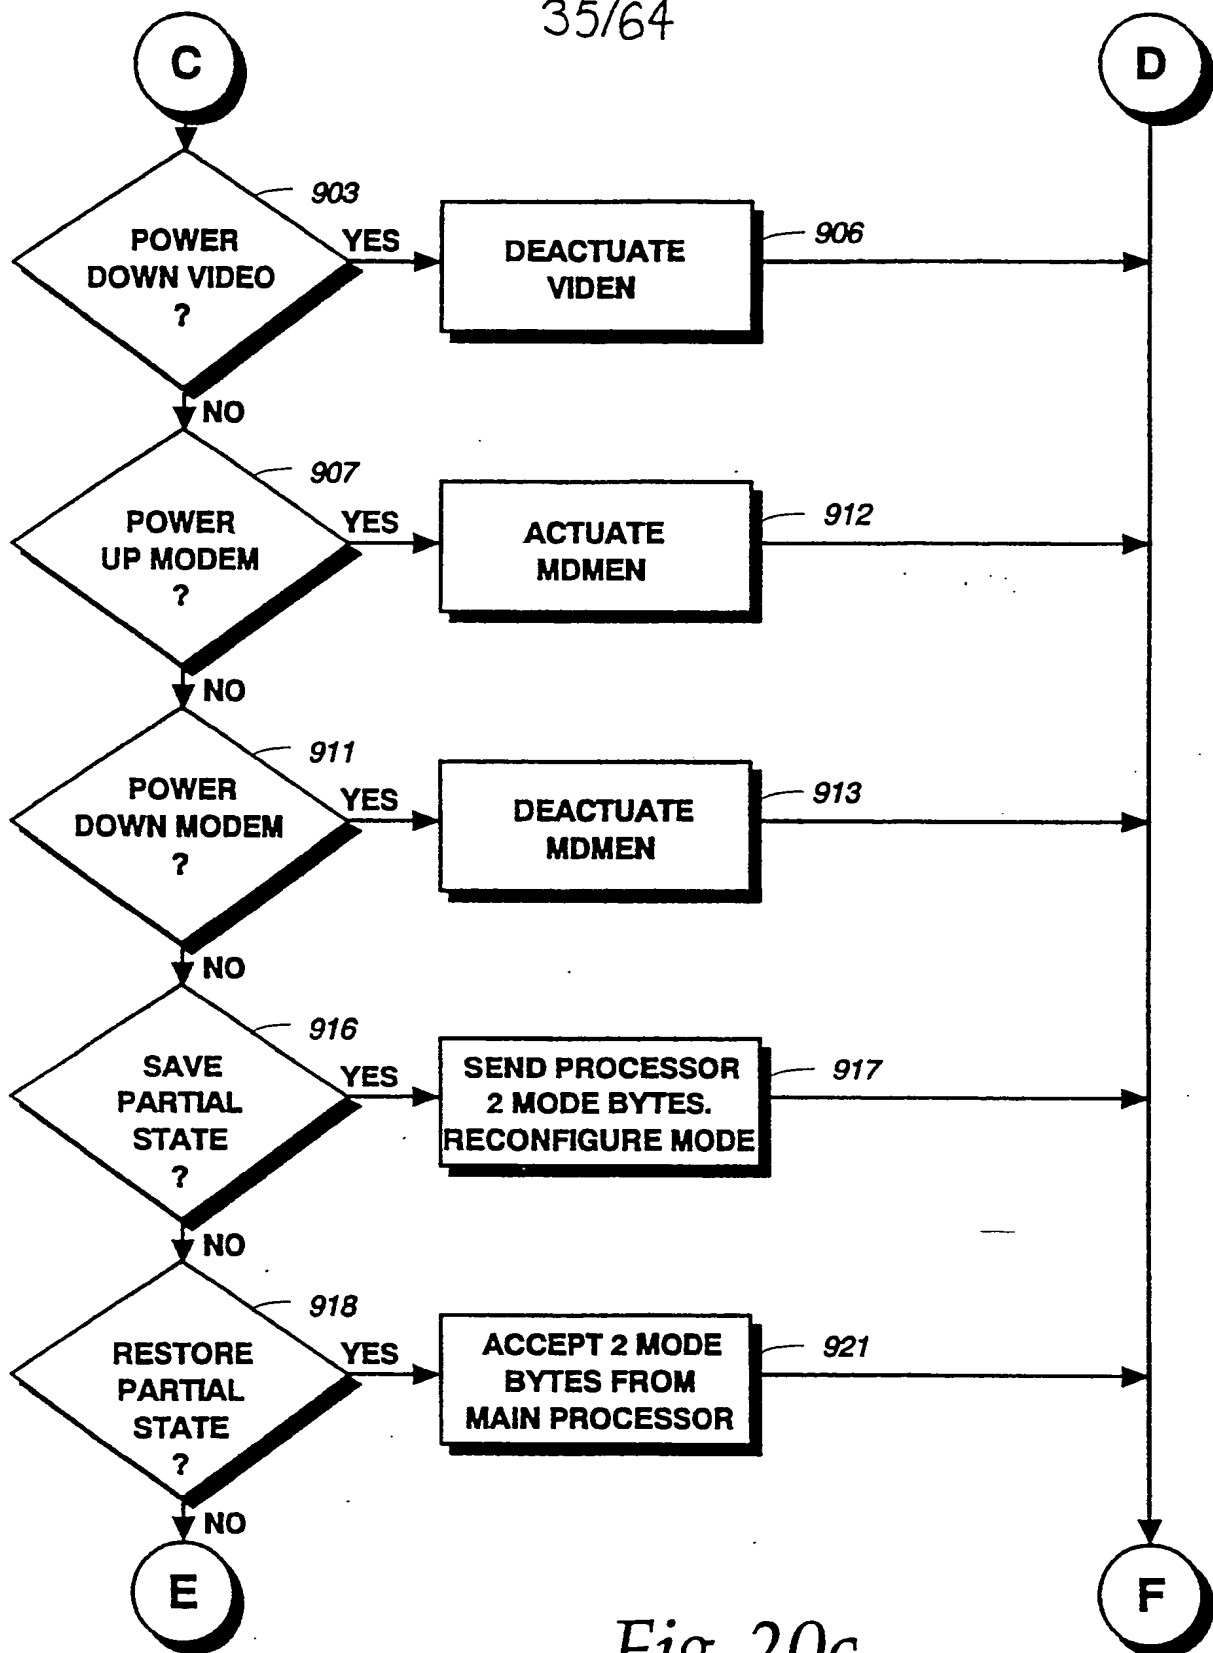 35/64
C
D
903
POWER
DOWN VIDEO
?
YES
DEACTUATE
VIDEN
906
NO
907
POWER
UP MODEM
?
YES
ACTUATE
MDMEN
912
NO
911
POWER
DOWN MODEM
?
YES
DEACTUATE
MDMEN
913
NO
916
SAVE
PARTIAL
STATE
?
YES
SEND PROCESSOR
2 MODE BYTES.
RECONFIGURE MODE
917
NO
918
RESTORE
PARTIAL
STATE
?
YES
ACCEPT 2 MODE
BYTES FROM
MAIN PROCESSOR
921
NO
E
F
Fig. 20c